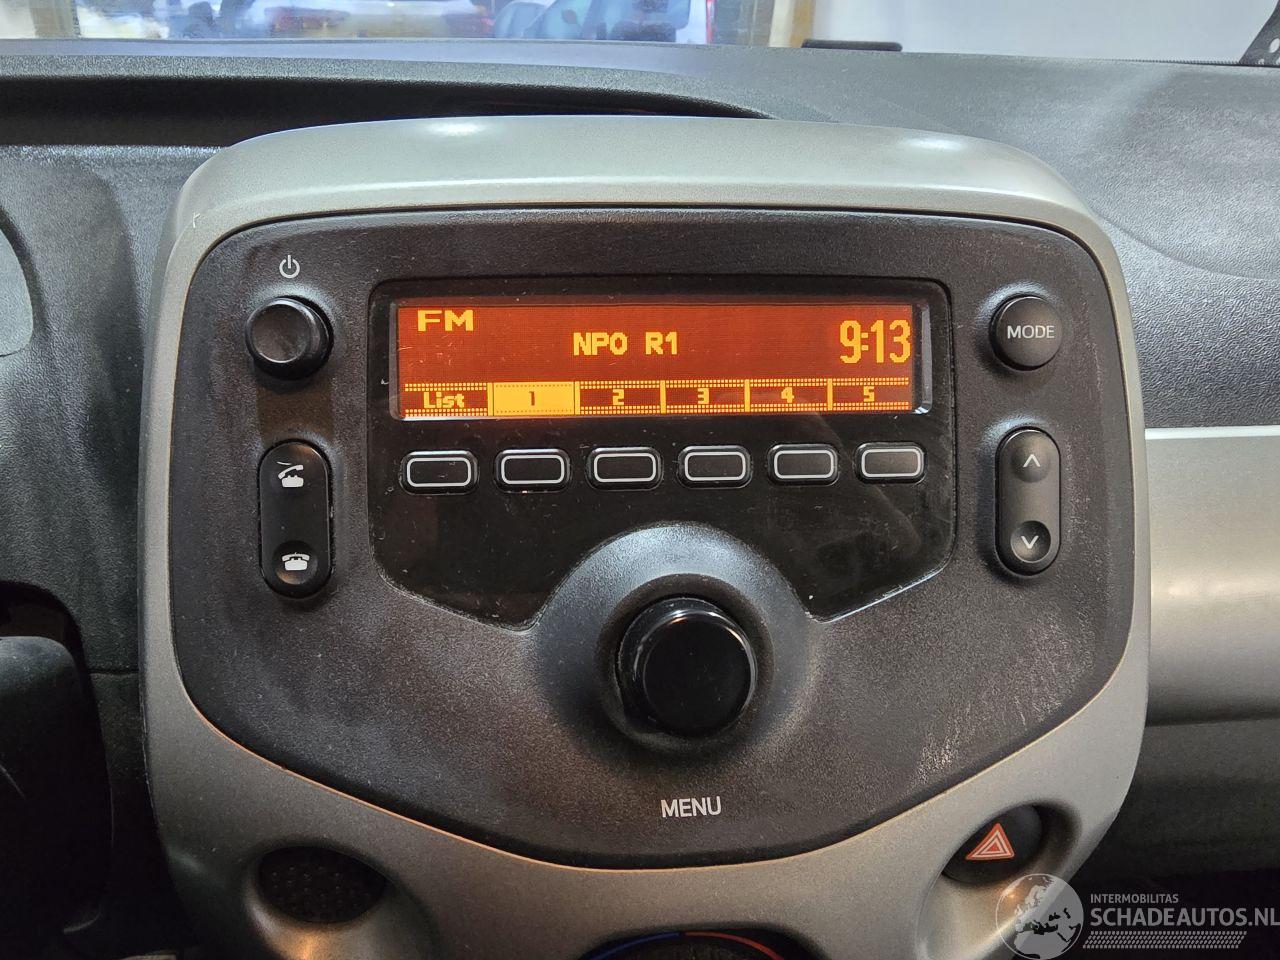 FM
NPO R1
9:13
List 1 2 3 4 5
MODE
MENU
INTERMOBILITAS
SCHADEAUTOS.NL